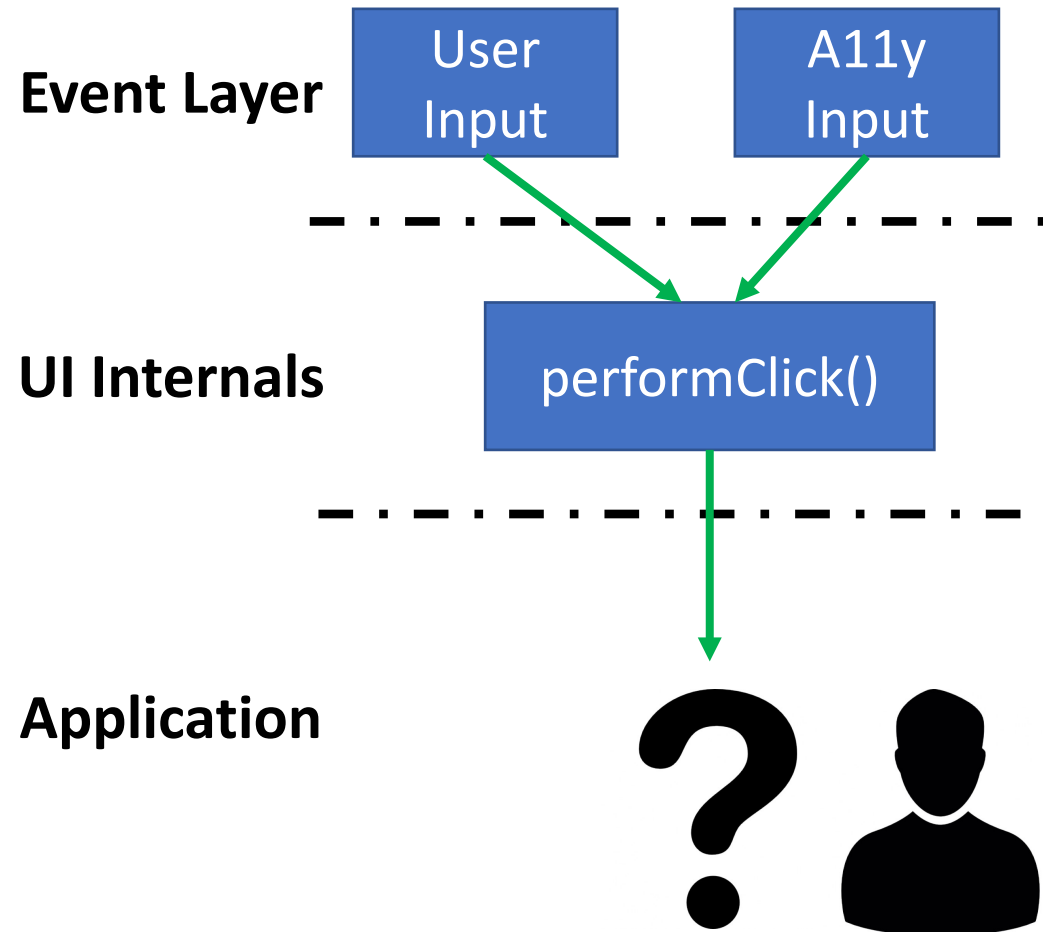 Event Layer
User
Input
A11y
Input
UI Internals
performClick()
Application
?